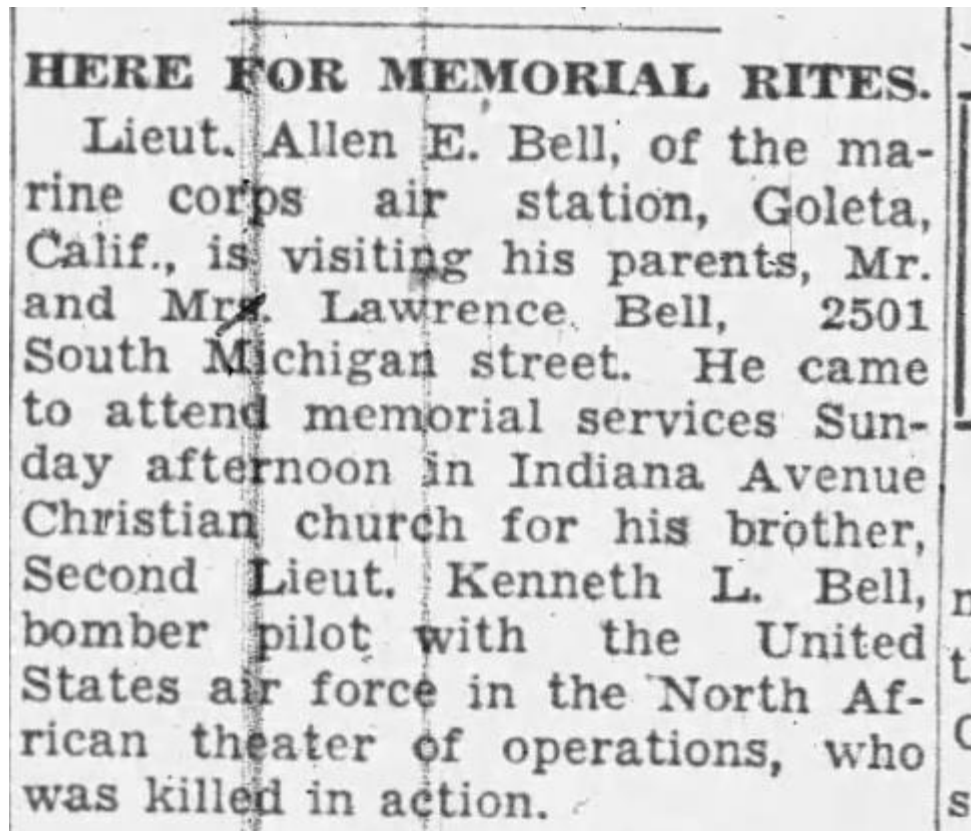 HERE FOR MEMORIAL RITES.
Lieut. Allen E. Bell, of the ma-
rine corps air station, Goleta,
Calif., is visiting his parents, Mr.
and Mrs. Lawrence Bell, 2501
South Michigan street. He came
to attend memorial services Sun-
day afternoon in Indiana Avenue
Christian church for his brother,
Second Lieut. Kenneth L. Bell,
bomber pilot with the United
States air force in the North Af-
rican theater of operations, who
was killed in action.